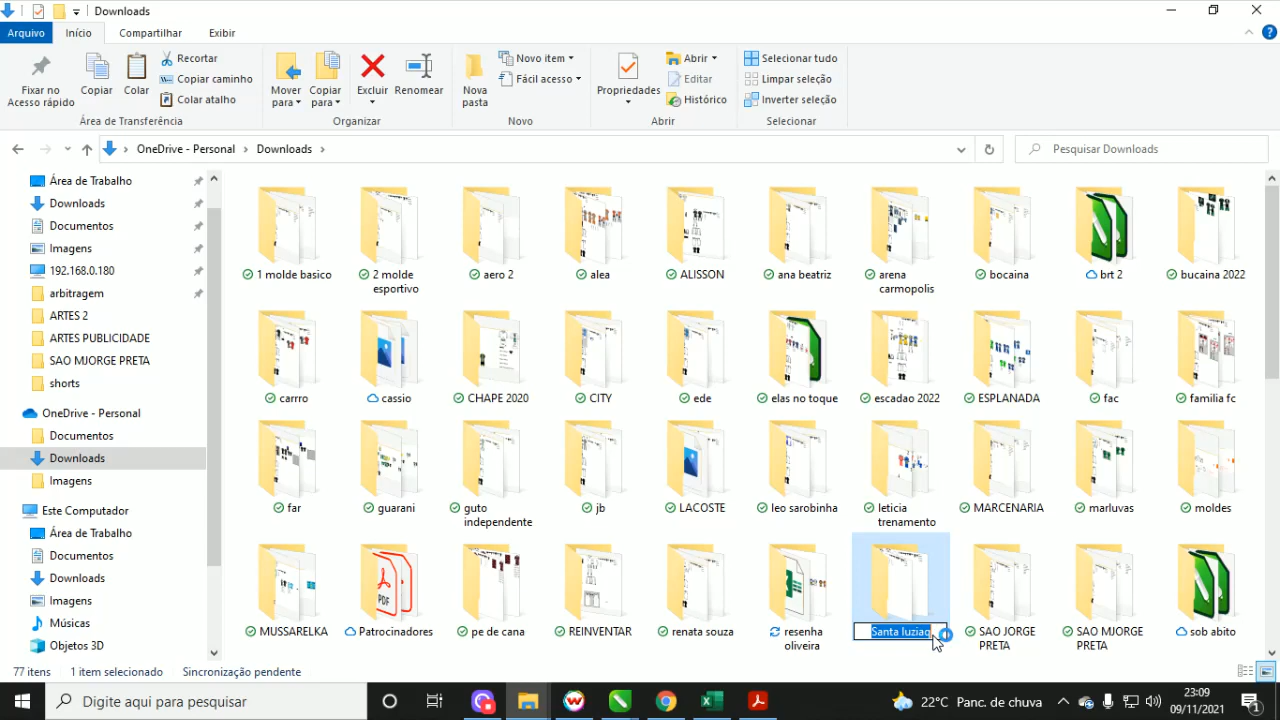 Downloads
Arquivo Início Compartilhar Exibir
Fixar no Acesso rápido
Copiar
Colar
Recortar
Copiar caminho
Colar atalho
Mover para
Copiar para
Excluir
Renomear
Nova pasta
Novo item
Fácil acesso
Propriedades
Abrir
Editar
Histórico
Selecionar tudo
Limpar seleção
Inverter seleção
Área de Transferência Organizar Novo Abrir Selecionar
OneDrive - Personal Downloads
Pesquisar Downloads
Área de Trabalho
Downloads
Documentos
Imagens
192.168.0.180
arbitragem
ARTES 2
ARTES PUBLICIDADE
SAO MJORGE PRETA
shorts
OneDrive - Personal
Documentos
Downloads
Imagens
Este Computador
Área de Trabalho
Documentos
Downloads
Imagens
Músicas
Objetos 3D
1 molde basico
2 molde esportivo
aero 2
alea
ALISSON
ana beatriz
arena carmopolis
bocaina
brt 2
bucaina 2022
carrro
cassio
CHAPE 2020
CITY
ede
elas no toque
escadao 2022
ESPLANADA
fac
familia fc
far
guarani
guto independente
jb
LACOSTE
leo sarobinha
leticia trenamento
MARCENARIA
marluvas
moldes
MUSSARELKA
Patrocinadores
PDF
pe de cana
REINVENTAR
renata souza
resenha oliveira
Santa luziaq
SAO JORGE PRETA
SAO MJORGE PRETA
sob abito
77 itens 1 item selecionado Sincronização pendente
Digite aqui para pesquisar
22°C Panc. de chuva
23:09
09/11/2021
1